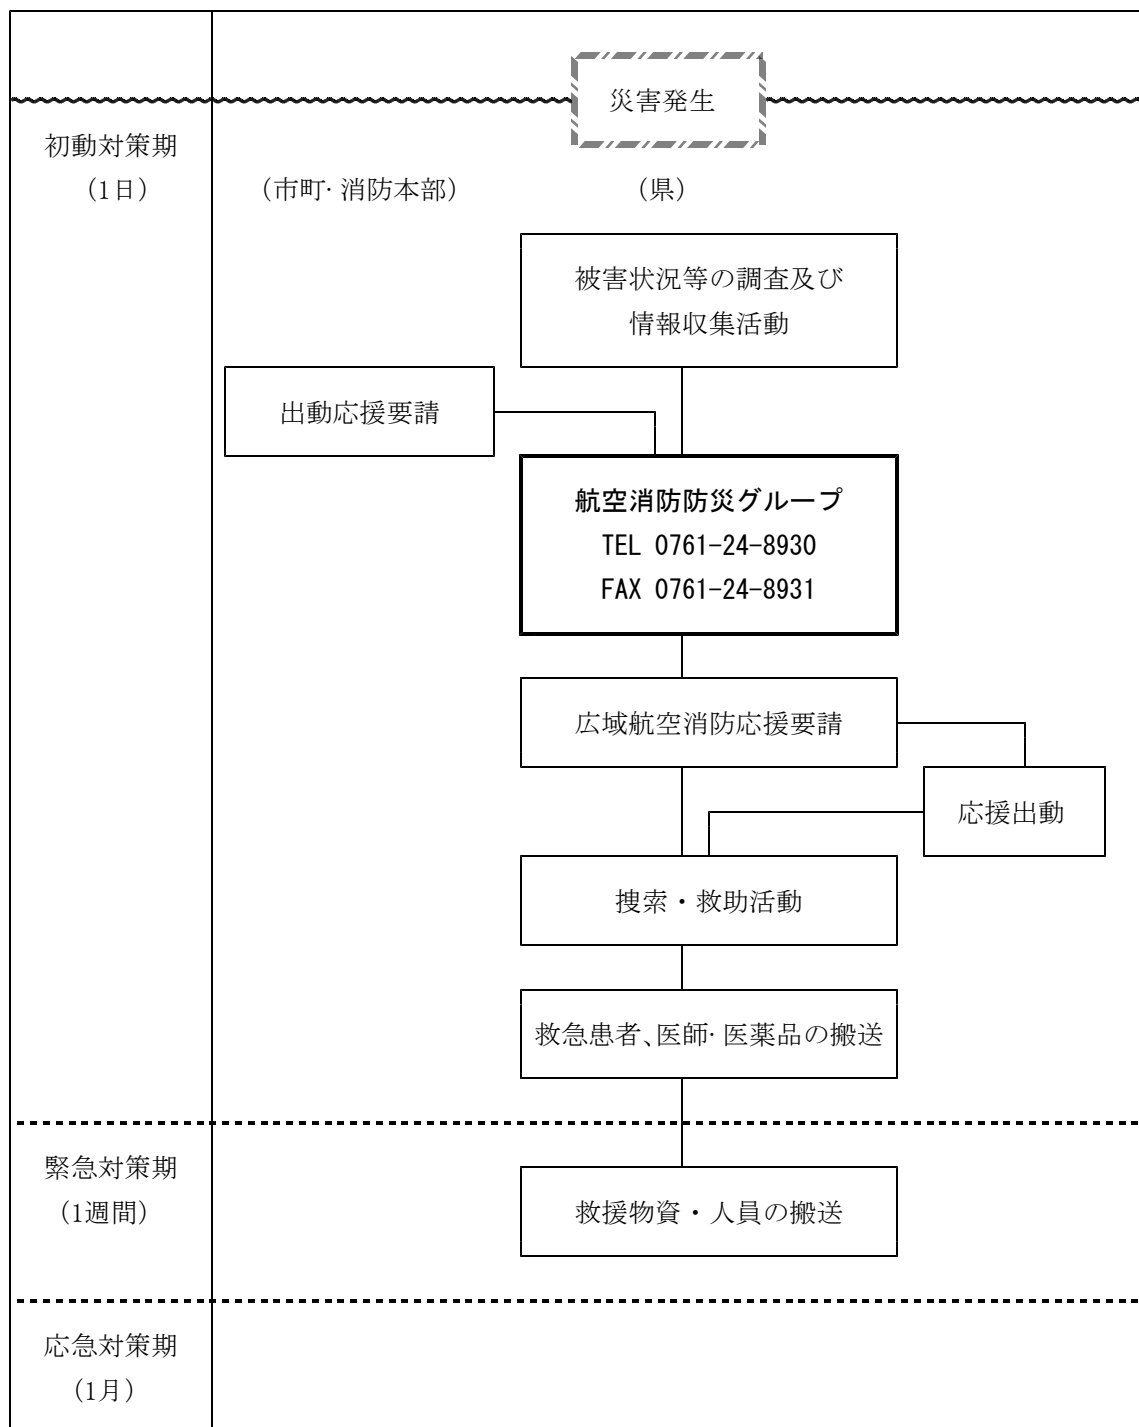 災害発生
初動対策期
（1日）
（市町･消防本部）
（県）
被害状況等の調査及び
情報収集活動
出動応援要請
航空消防防災グループ
TEL 0761-24-8930
FAX 0761-24-8931
広域航空消防応援要請
応援出動
捜索・救助活動
救急患者､医師･医薬品の搬送
緊急対策期
（1週間）
救援物資・人員の搬送
応急対策期
（1月）